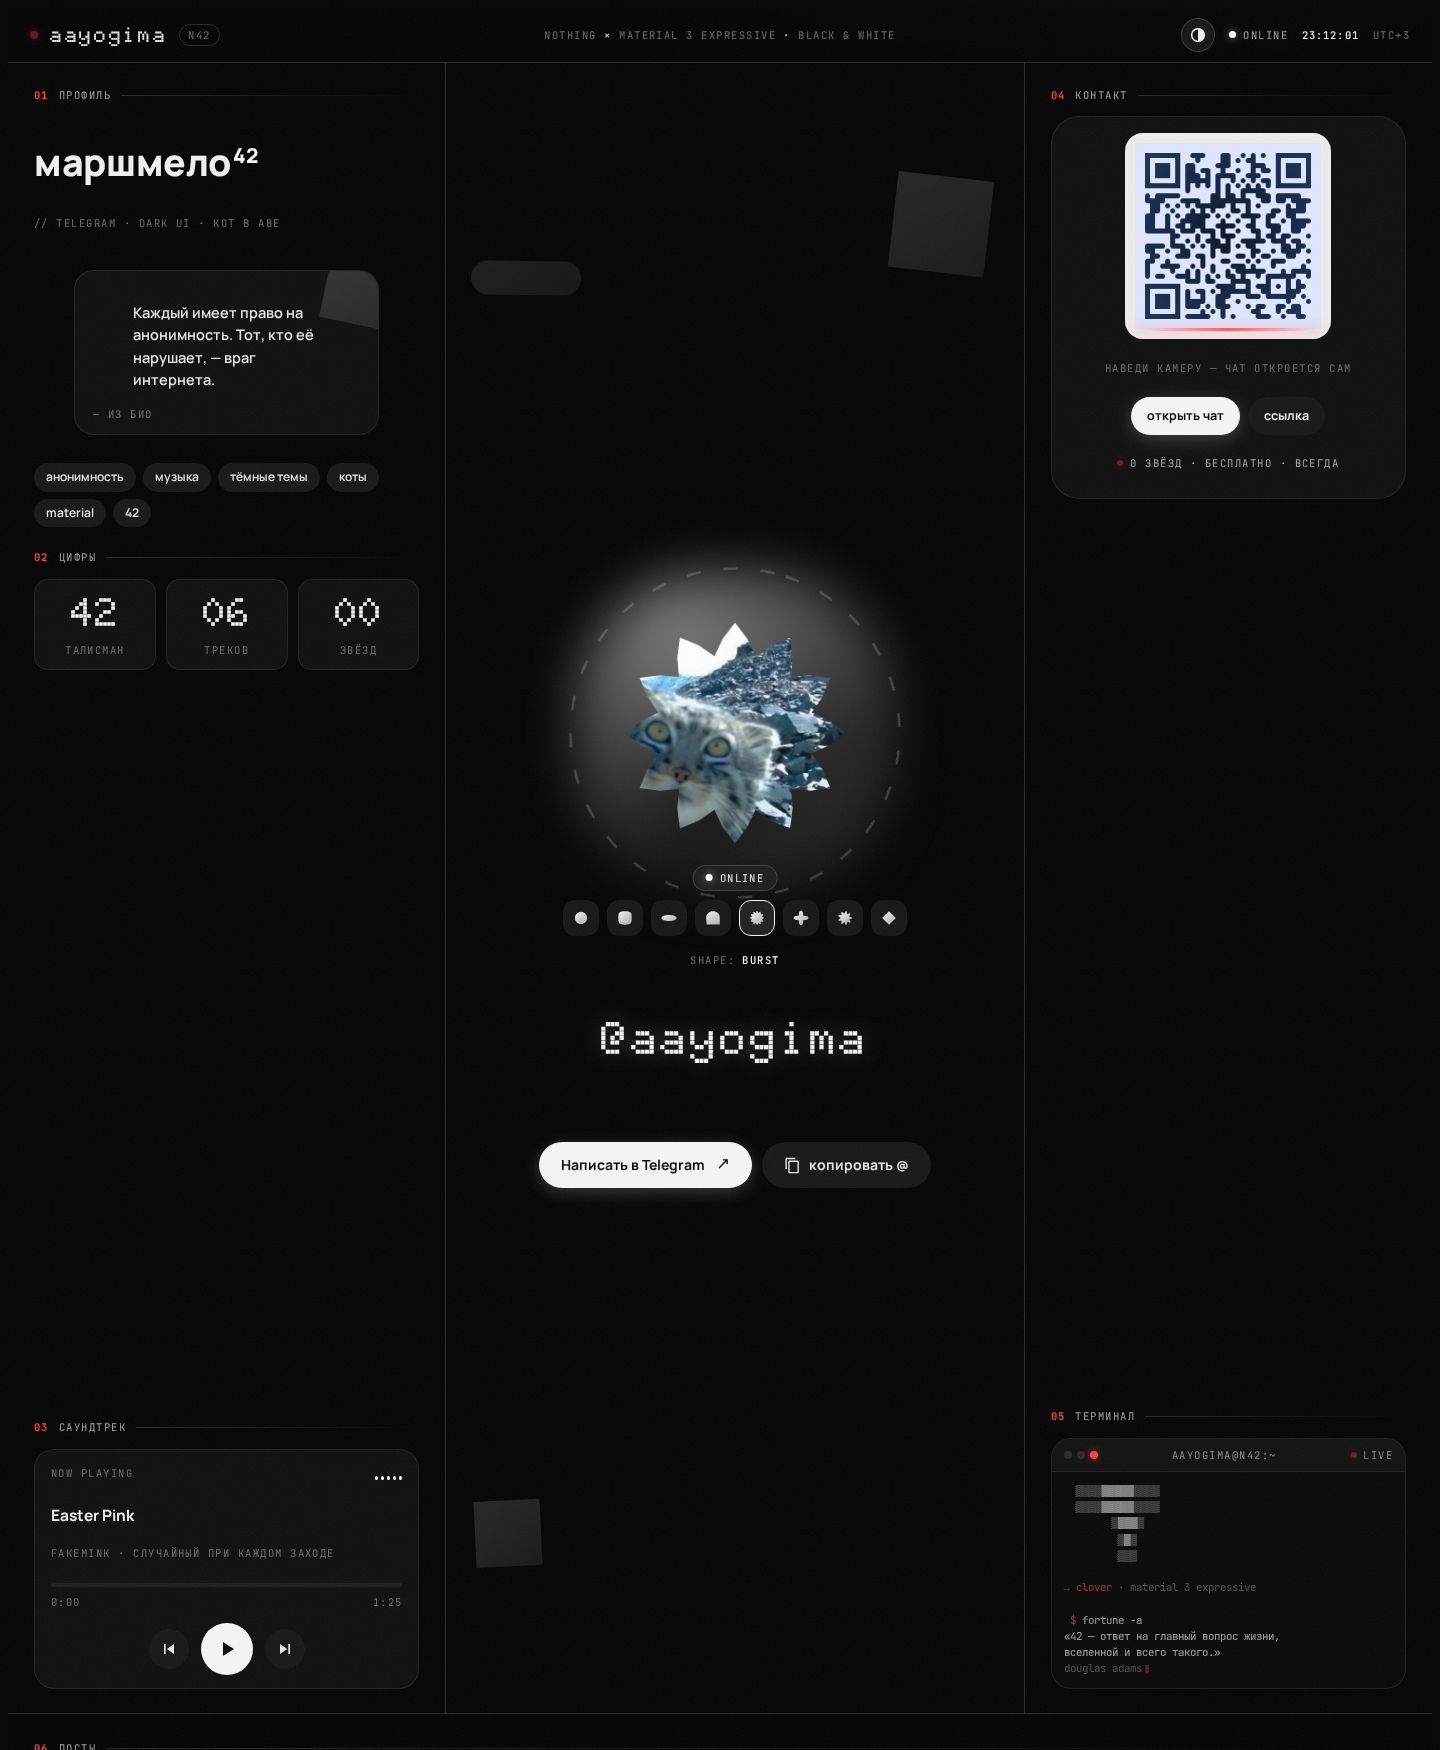 aayogima N42
NOTHING × MATERIAL 3 EXPRESSIVE · BLACK & WHITE
ONLINE 23:12:01 UTC+3
01 ПРОФИЛЬ
маршмело42
// TELEGRAM · DARK UI · КОТ В АВЕ
Каждый имеет право на
анонимность. Тот, кто её
нарушает, — враг
интернета.
— ИЗ БИО
анонимность музыка тёмные темы коты
material 42
02 ЦИФРЫ
42 06 00
ТАЛИСМАН ТРЕКОВ ЗВЁЗД
03 САУНДТРЕК
NOW PLAYING
Easter Pink
FAKEMINK · СЛУЧАЙНЫЙ ПРИ КАЖДОМ ЗАХОДЕ
0:00 1:25
ONLINE
SHAPE: BURST
@aayogima
Написать в Telegram ↗
копировать @
04 КОНТАКТ
НАВЕДИ КАМЕРУ — ЧАТ ОТКРОЕТСЯ САМ
открыть чат ссылка
0 ЗВЁЗД · БЕСПЛАТНО · ВСЕГДА
05 ТЕРМИНАЛ
AAYOGIMA@N42:~ LIVE
→ clover · material 3 expressive
$ fortune -a
«42 — ответ на главный вопрос жизни,
вселенной и всего такого.»
douglas adams
06 ПОСТЫ